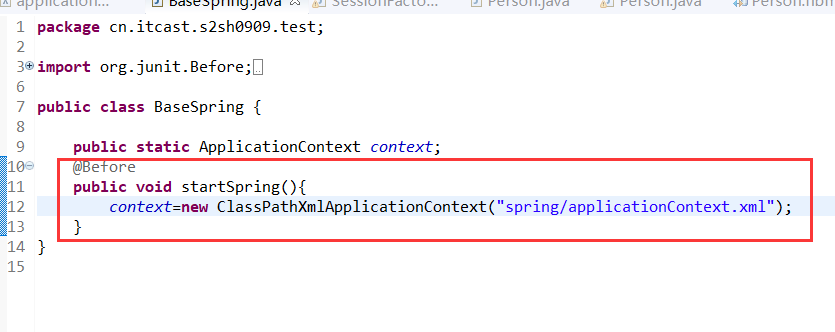 application... BaseSpring.java SessionFacto... Person.java Person.java Person.hbm
1 package cn.itcast.s2sh0909.test;
2
3 import org.junit.Before;
6
7 public class BaseSpring {
8
9 public static ApplicationContext context;
10 @Before
11 public void startSpring(){
12 context=new ClassPathXmlApplicationContext("spring/applicationContext.xml");
13 }
14 }
15